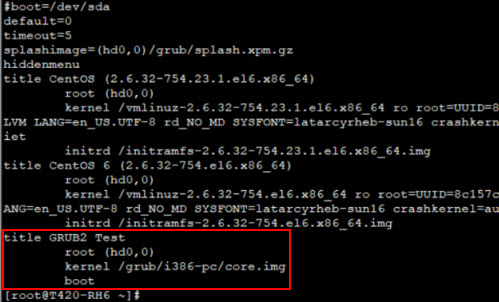 #boot=/dev/sda
default=0
timeout=5
splashimage=(hd0,0)/grub/splash.xpm.gz
hiddenmenu
title CentOS (2.6.32-754.23.1.el6.x86_64)
root (hd0,0)
kernel /vmlinuz-2.6.32-754.23.1.el6.x86_64 ro root=UUID=8
LVM LANG=en_US.UTF-8 rd_NO_MD SYSFONT=latarcyrheb-sun16 crashkern
iet
initrd /initramfs-2.6.32-754.23.1.el6.x86_64.img
title CentOS 6 (2.6.32-754.el6.x86_64)
root (hd0,0)
kernel /vmlinuz-2.6.32-754.el6.x86_64 ro root=UUID=8c157c
ANG=en_US.UTF-8 rd_NO_MD SYSFONT=latarcyrheb-sun16 crashkernel=au
initrd /initramfs-2.6.32-754.el6.x86_64.img
title GRUB2 Test
root (hd0,0)
kernel /grub/i386-pc/core.img
boot
[root@T420-RH6 ~]#